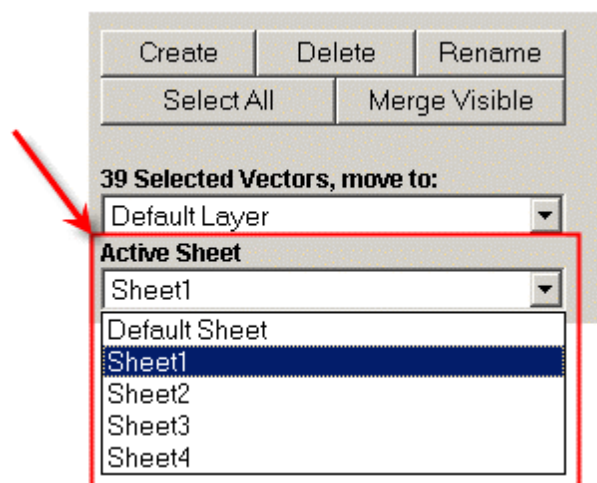 Create Delete Rename
Select All Merge Visible
39 Selected Vectors, move to:
Default Layer
Active Sheet
Sheet1
Default Sheet
Sheet1
Sheet2
Sheet3
Sheet4